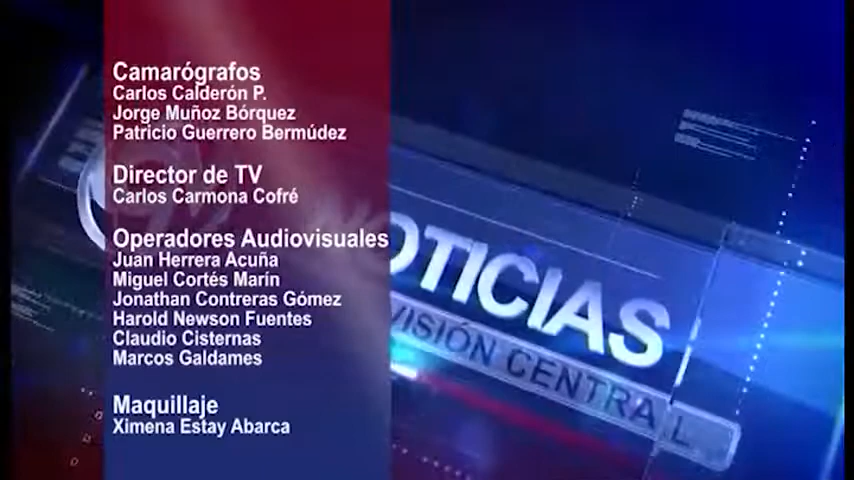 Camarógrafos
Carlos Calderón P.
Jorge Muñoz Bórquez
Patricio Guerrero Bermúdez
Director de TV
Carlos Carmona Cofré
Operadores Audiovisuales
Juan Herrera Acuña
Miguel Cortés Marín
Jonathan Contreras Gómez
Harold Newson Fuentes
Claudio Cisternas
Marcos Galdames
Maquillaje
Ximena Estay Abarca
NOTICIAS
VISIÓN CENTRAL